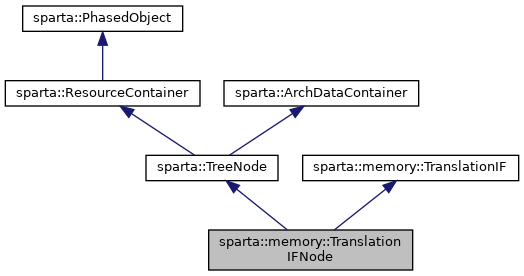 sparta::PhasedObject
sparta::ResourceContainer
sparta::ArchDataContainer
sparta::TreeNode
sparta::memory::TranslationIF
sparta::memory::Translation
IFNode